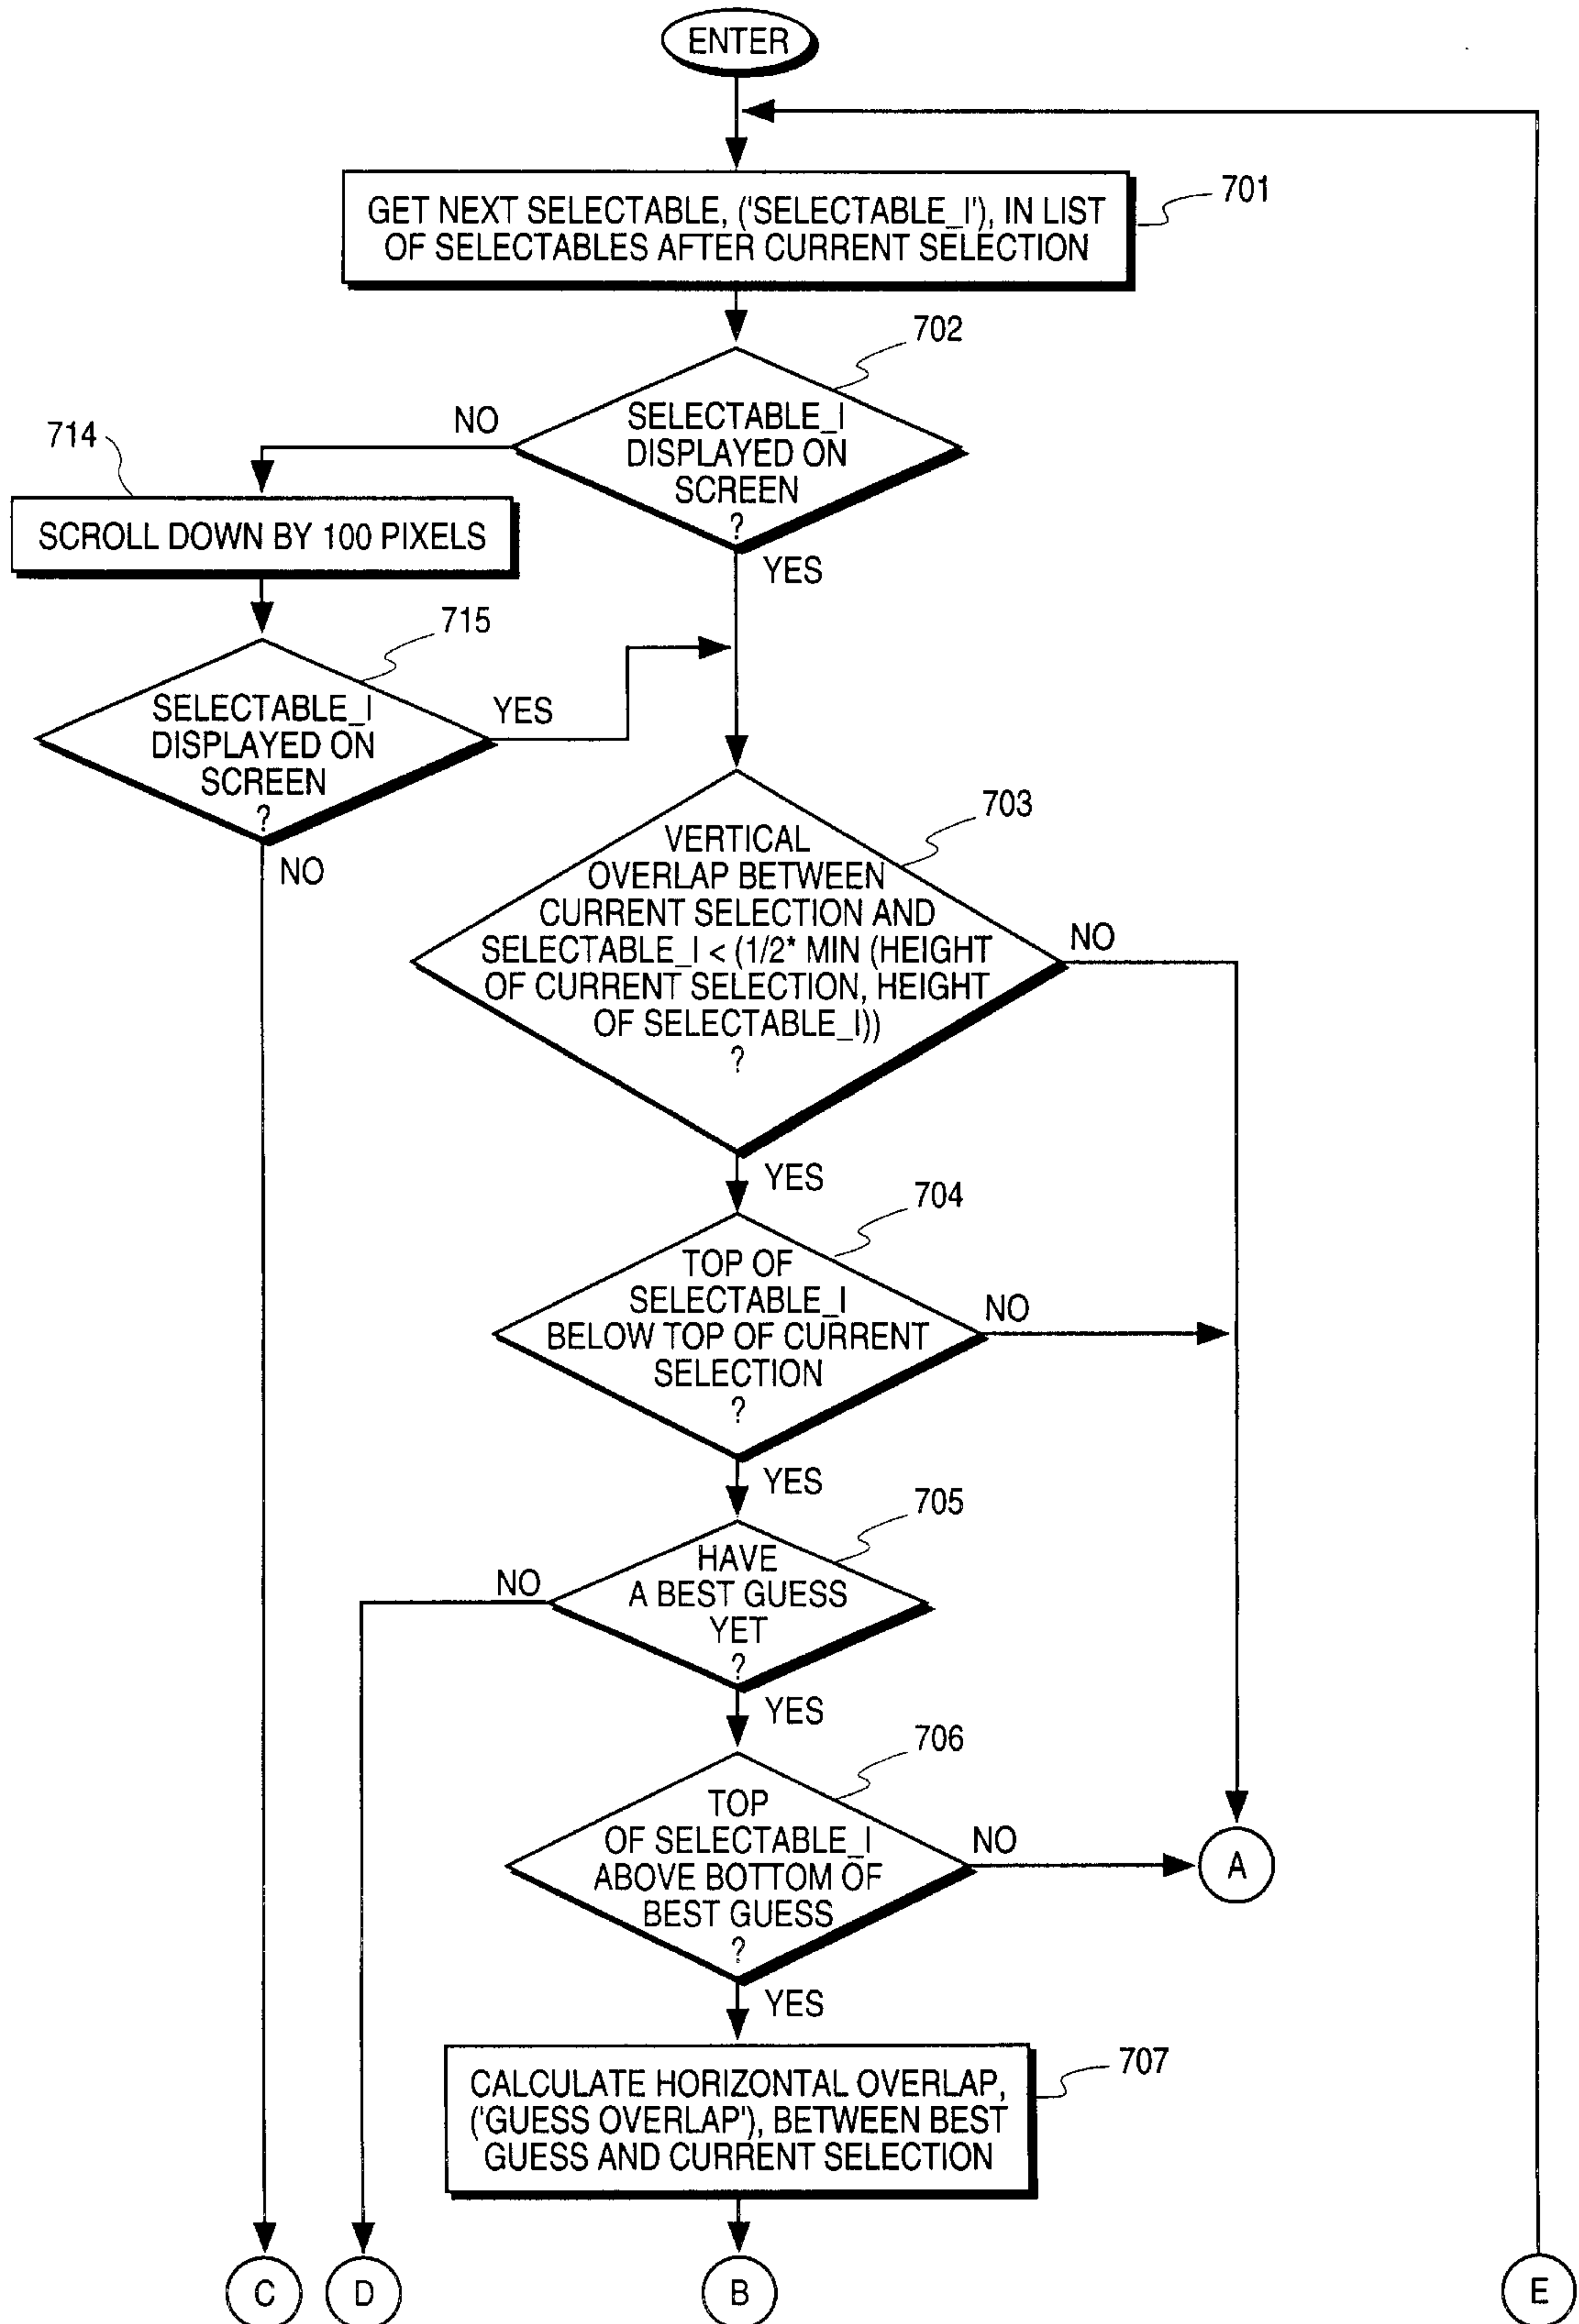 ENTER
GET NEXT SELECTABLE, ('SELECTABLE_I'), IN LIST
OF SELECTABLES AFTER CURRENT SELECTION
701
702
SELECTABLE_I
DISPLAYED ON
SCREEN
?
NO
YES
714
SCROLL DOWN BY 100 PIXELS
715
SELECTABLE_I
DISPLAYED ON
SCREEN
?
YES
NO
703
VERTICAL
OVERLAP BETWEEN
CURRENT SELECTION AND
SELECTABLE_I < (1/2* MIN (HEIGHT
OF CURRENT SELECTION, HEIGHT
OF SELECTABLE_I))
?
NO
YES
704
TOP OF
SELECTABLE_I
BELOW TOP OF CURRENT
SELECTION
?
NO
YES
705
HAVE
A BEST GUESS
YET
?
NO
YES
706
TOP
OF SELECTABLE_I
ABOVE BOTTOM OF
BEST GUESS
?
NO
A
YES
707
CALCULATE HORIZONTAL OVERLAP,
('GUESS OVERLAP'), BETWEEN BEST
GUESS AND CURRENT SELECTION
C
D
B
E